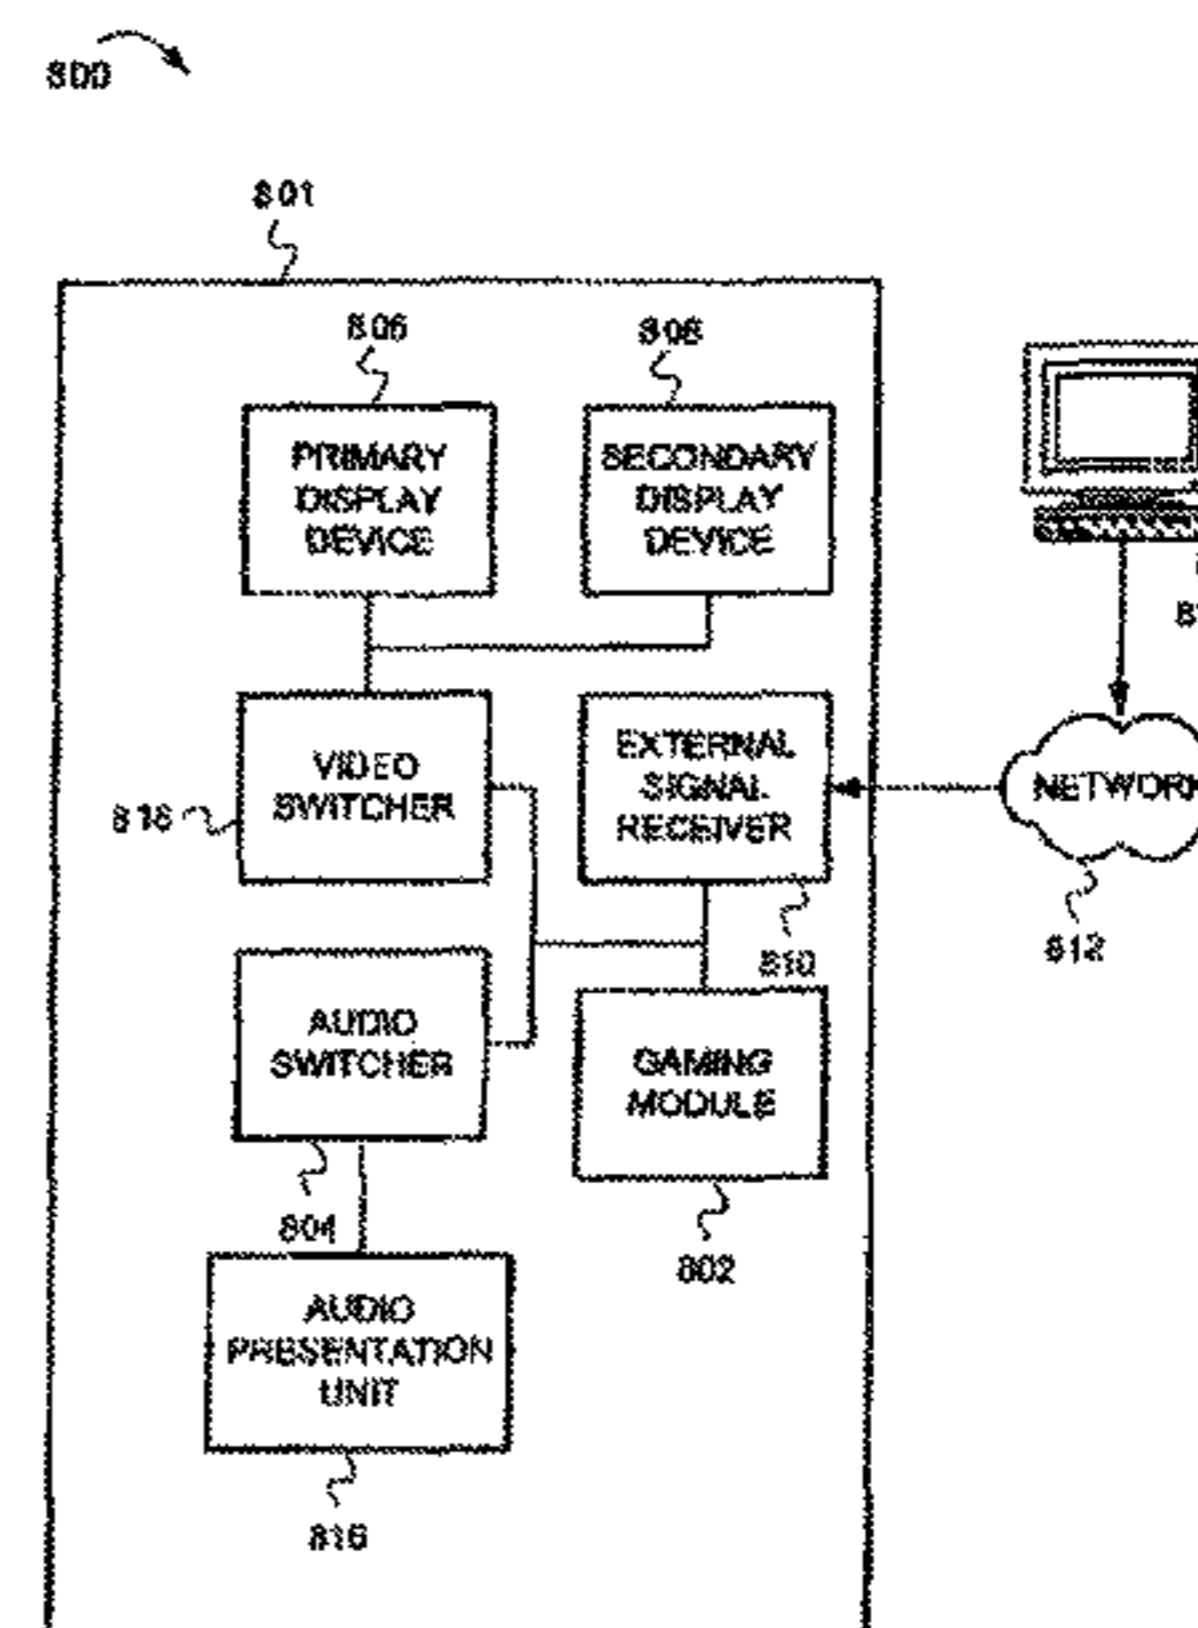 800
801
806
808
PRIMARY
DISPLAY
DEVICE
SECONDARY
DISPLAY
DEVICE
VIDEO
SWITCHER
818
EXTERNAL
SIGNAL
RECEIVER
810
NETWORK
812
AUDIO
SWITCHER
804
GAMING
MODULE
802
AUDIO
PRESENTATION
UNIT
816